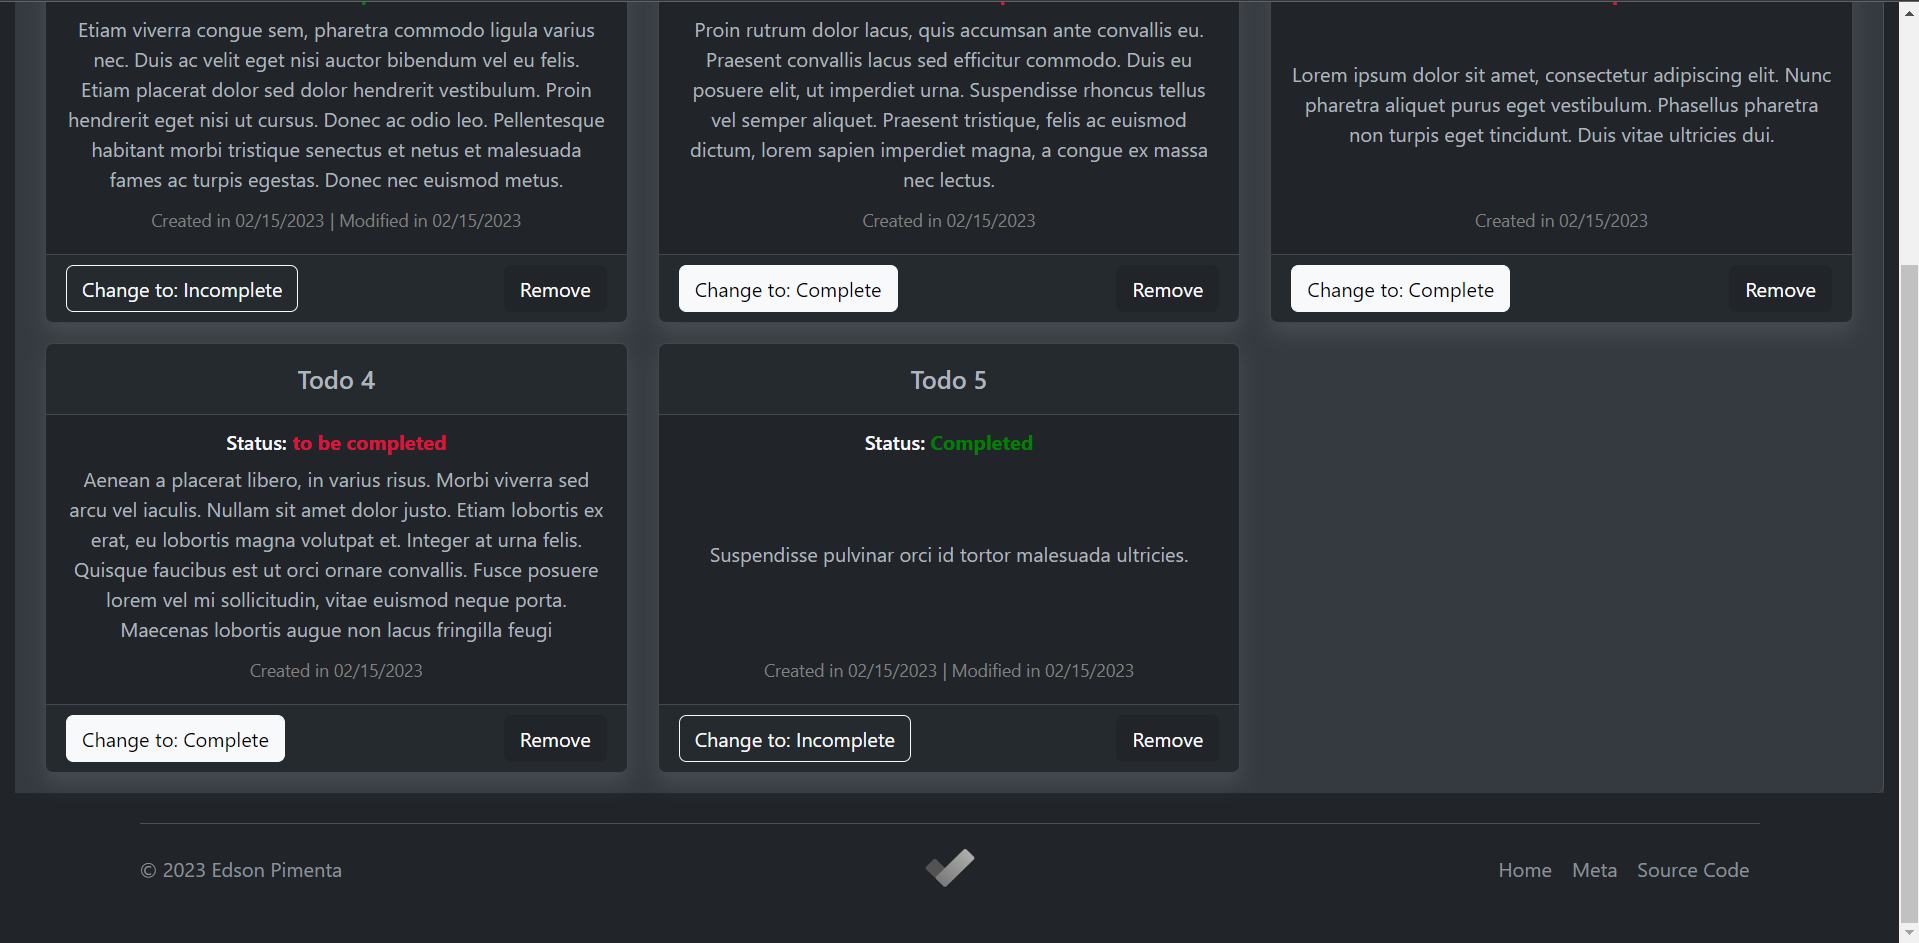 Etiam viverra congue sem, pharetra commodo ligula varius
nec. Duis ac velit eget nisi auctor bibendum vel eu felis.
Etiam placerat dolor sed dolor hendrerit vestibulum. Proin
hendrerit eget nisi ut cursus. Donec ac odio leo. Pellentesque
habitant morbi tristique senectus et netus et malesuada
fames ac turpis egestas. Donec nec euismod metus.
Created in 02/15/2023 | Modified in 02/15/2023
Change to: Incomplete
Remove
Proin rutrum dolor lacus, quis accumsan ante convallis eu.
Praesent convallis lacus sed efficitur commodo. Duis eu
posuere elit, ut imperdiet urna. Suspendisse rhoncus tellus
vel semper aliquet. Praesent tristique, felis ac euismod
dictum, lorem sapien imperdiet magna, a congue ex massa
nec lectus.
Created in 02/15/2023
Change to: Complete
Remove
Lorem ipsum dolor sit amet, consectetur adipiscing elit. Nunc
pharetra aliquet purus eget vestibulum. Phasellus pharetra
non turpis eget tincidunt. Duis vitae ultricies dui.
Created in 02/15/2023
Change to: Complete
Remove
Todo 4
Status: to be completed
Aenean a placerat libero, in varius risus. Morbi viverra sed
arcu vel iaculis. Nullam sit amet dolor justo. Etiam lobortis ex
erat, eu lobortis magna volutpat et. Integer at urna felis.
Quisque faucibus est ut orci ornare convallis. Fusce posuere
lorem vel mi sollicitudin, vitae euismod neque porta.
Maecenas lobortis augue non lacus fringilla feugi
Created in 02/15/2023
Change to: Complete
Remove
Todo 5
Status: Completed
Suspendisse pulvinar orci id tortor malesuada ultricies.
Created in 02/15/2023 | Modified in 02/15/2023
Change to: Incomplete
Remove
© 2023 Edson Pimenta
Home
Meta
Source Code